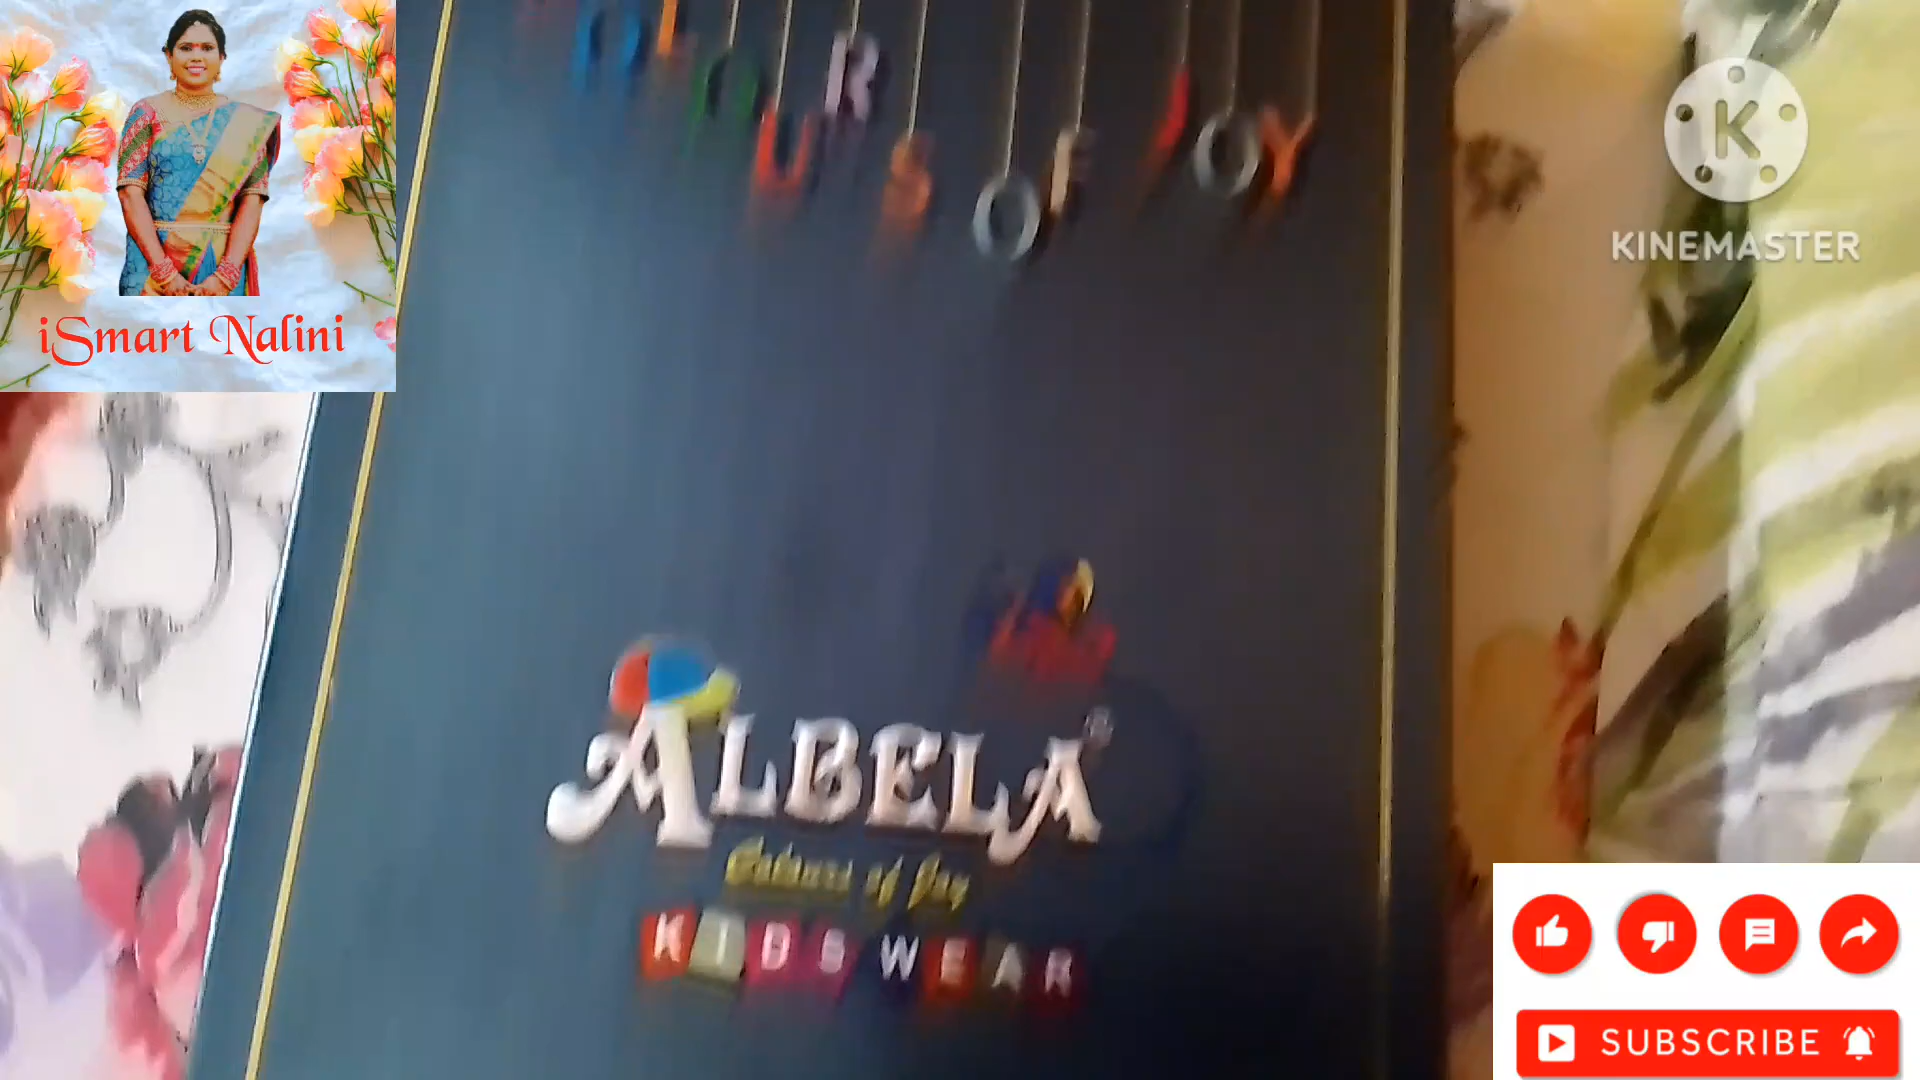 COLOURS OF JOY
iSmart Nalini
KINEMASTER
ALBELA®
Colours of Joy
KIDS WEAR
SUBSCRIBE